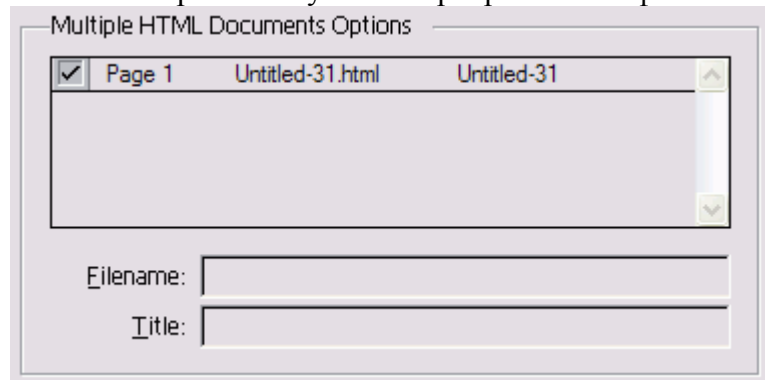 Multiple HTML Documents Options
Page 1 Untitled-31.html Untitled-31
Filename:
Title: